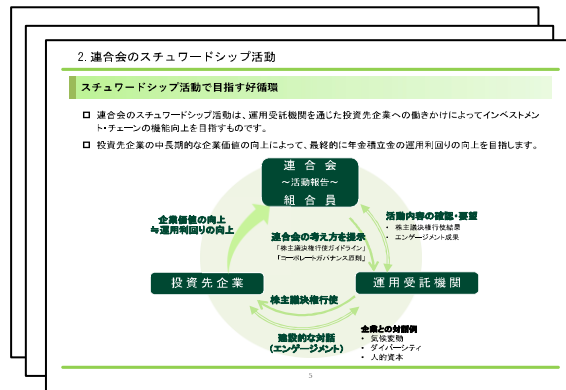 2. 連合会のスチュワードシップ活動
スチュワードシップ活動で目指す好循環
連合会のスチュワードシップ活動は、運用受託機関を通じた投資先企業への働きかけによってインベストメン
ト・チェーンの機能向上を目指すものです。
投資先企業の中長期的な企業価値の向上によって、最終的に年金積立金の運用利回りの向上を目指します。
連合会
～活動報告～
組合員
企業価値の向上
≒運用利回りの向上
活動内容の確認・要望
・ 株主議決権行使結果
・ エンゲージメント成果
連合会の考え方を提示
「株主議決権行使ガイドライン」
「コーポレートガバナンス原則」
投資先企業
運用受託機関
株主議決権行使
建設的な対話
(エンゲージメント)
企業との対話例
・ 気候変動
・ ダイバーシティ
・ 人的資本
5